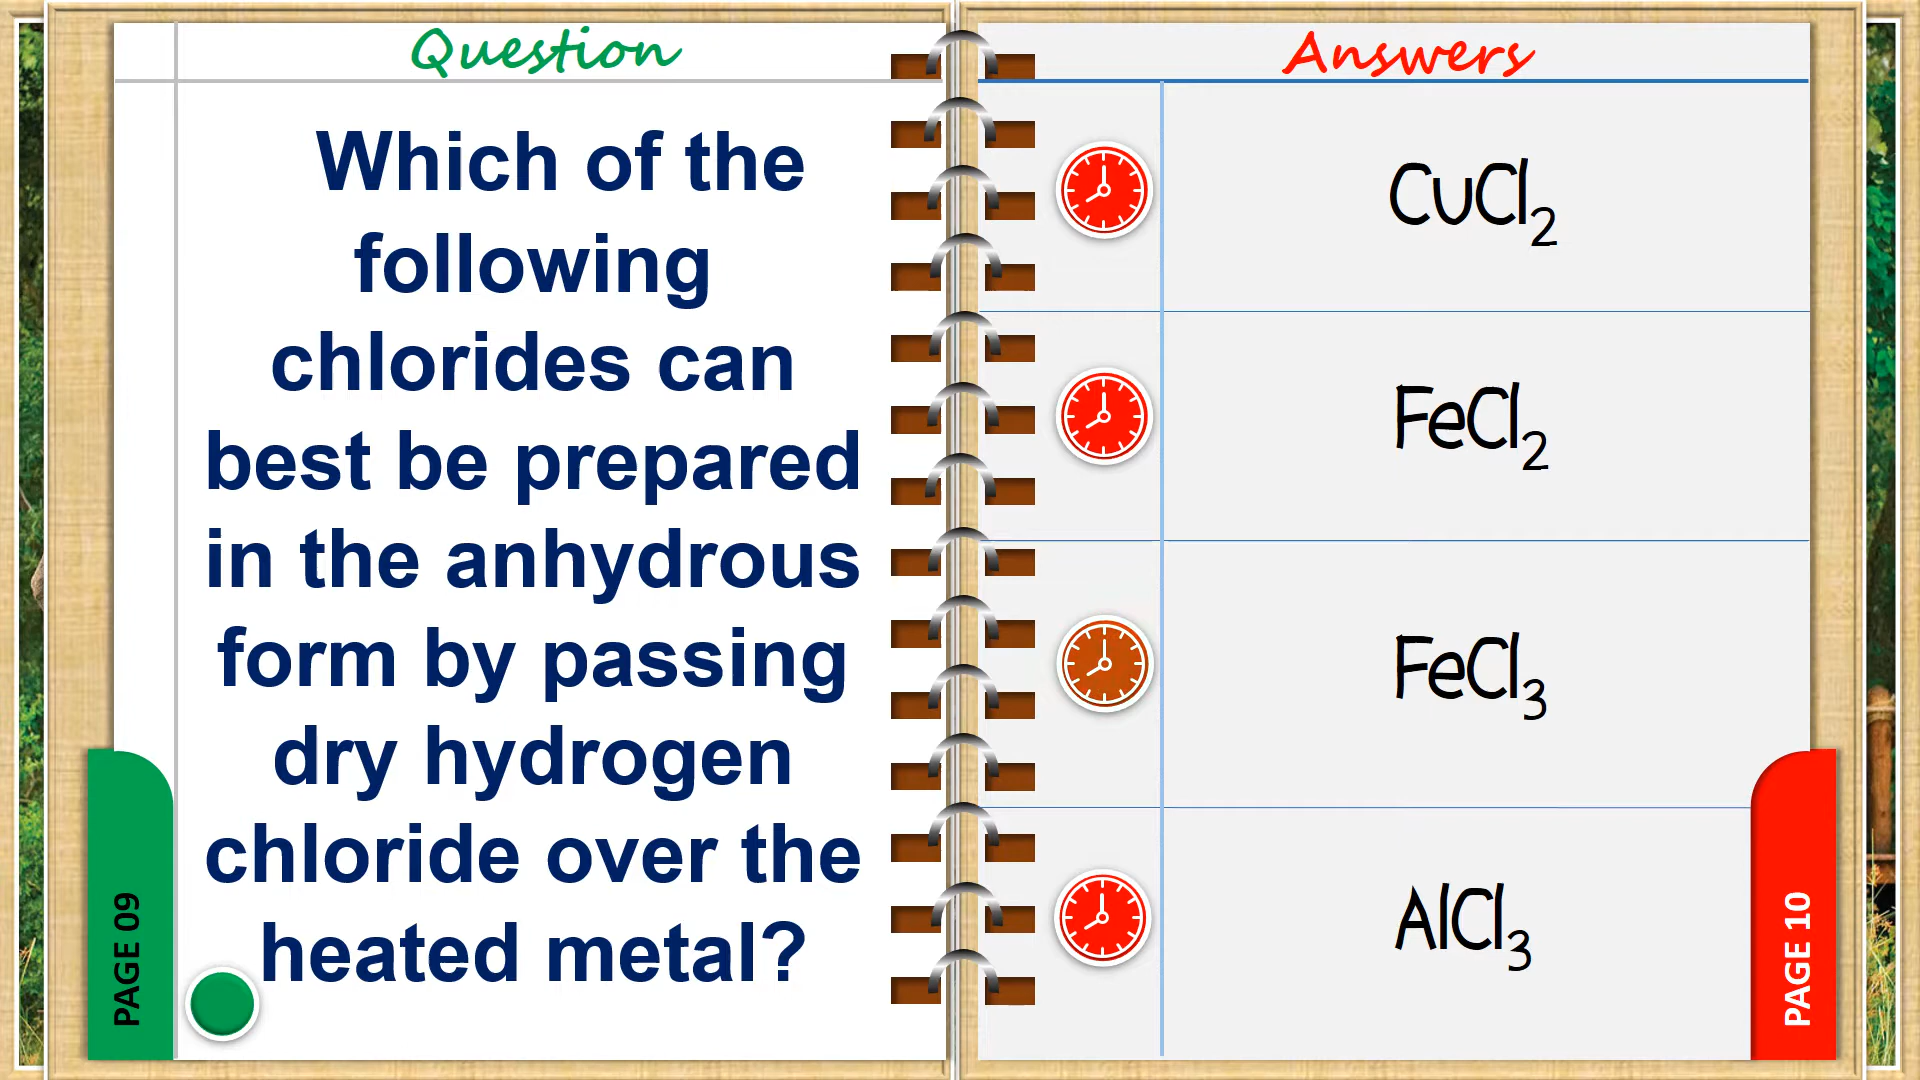 Question
Which of the
following
chlorides can
best be prepared
in the anhydrous
form by passing
dry hydrogen
chloride over the
heated metal?
PAGE 09
Answers
CuCl₂
FeCl₂
FeCl₃
AlCl₃
PAGE 10